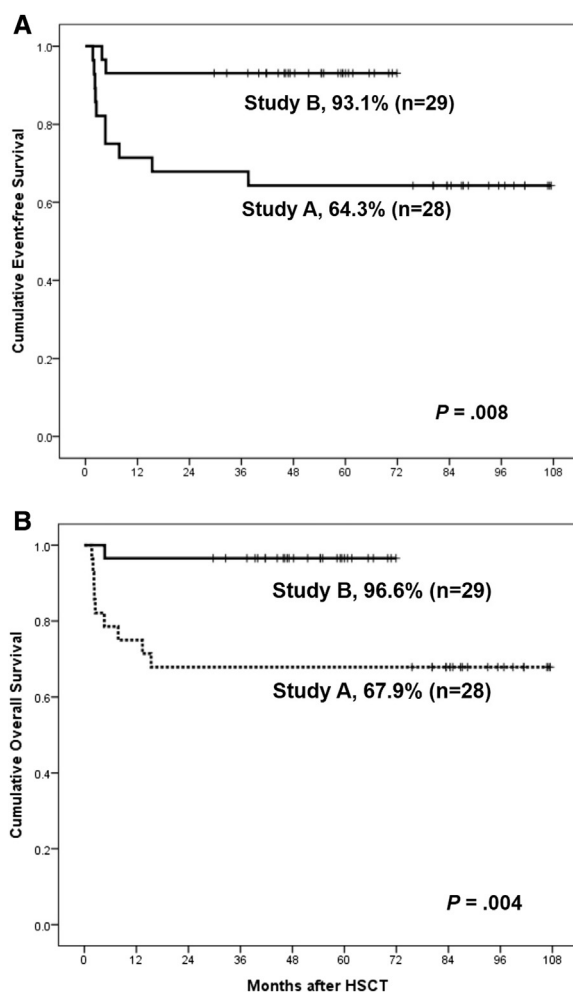 A
Cumulative Event-free Survival
1.0
0.8
0.6
0.4
0.2
0.0
Study B, 93.1% (n=29)
Study A, 64.3% (n=28)
P = .008
0 12 24 36 48 60 72 84 96 108
B
Cumulative Overall Survival
1.0
0.8
0.6
0.4
0.2
0.0
Study B, 96.6% (n=29)
Study A, 67.9% (n=28)
P = .004
0 12 24 36 48 60 72 84 96 108
Months after HSCT